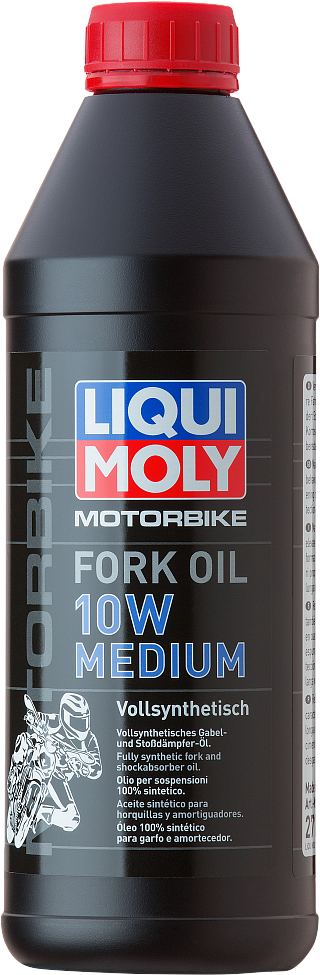 LIQUI
MOLY
MOTORBIKE
FORK OIL
10W
MEDIUM
Vollsynthetisch
Vollsynthetisches Gabel-
und Stoßdämpfer-Öl.
Fully synthetic fork and
shockabsorber oil.
Olio per sospensioni
100% sintetico.
Aceite sintético para
horquillas y amortiguadores.
Óleo 100% sintético
para garfo e amortecedor.
MOTORBIKE